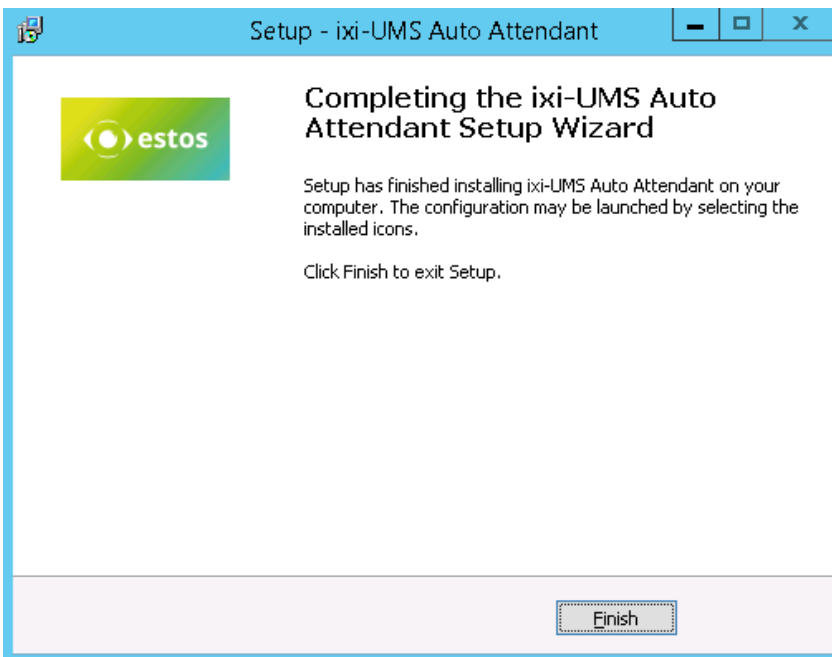 Setup - ixi-UMS Auto Attendant
estos
Completing the ixi-UMS Auto
Attendant Setup Wizard
Setup has finished installing ixi-UMS Auto Attendant on your
computer. The configuration may be launched by selecting the
installed icons.
Click Finish to exit Setup.
Finish